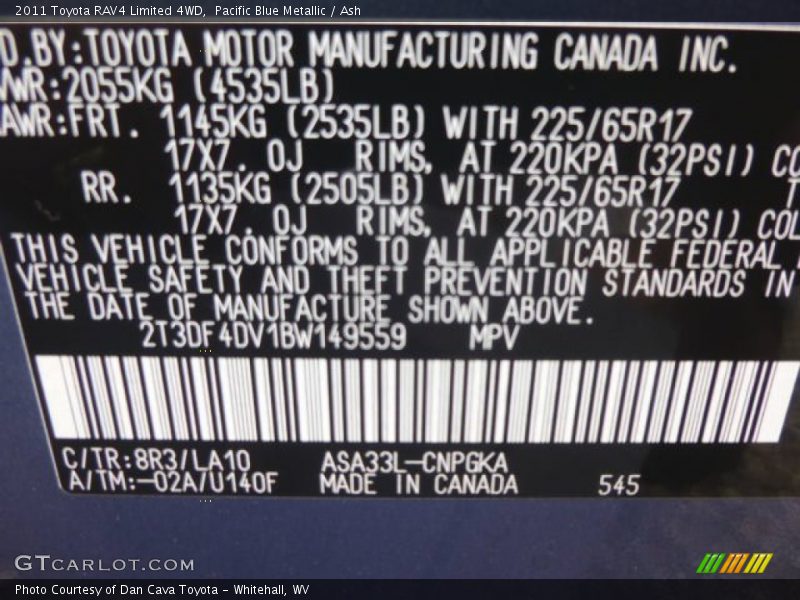 2011 Toyota RAV4 Limited 4WD, Pacific Blue Metallic / Ash
D.BY:TOYOTA MOTOR MANUFACTURING CANADA INC.
VWR:2055KG (4535LB)
AWR:FRT. 1145KG (2535LB) WITH 225/65R17
17X7. 0J RIMS, AT 220KPA (32PSI) CO
RR. 1135KG (2505LB) WITH 225/65R17 T
17X7. 0J RIMS, AT 220KPA (32PSI) COL
THIS VEHICLE CONFORMS TO ALL APPLICABLE FEDERAL
VEHICLE SAFETY AND THEFT PREVENTION STANDARDS IN
THE DATE OF MANUFACTURE SHOWN ABOVE.
2T3DF4DV1BW149559 MPV
C/TR:8R3/LA10 ASA33L-CNPGKA
A/TM:-02A/U140F MADE IN CANADA 545
GTCARLOT.COM
Photo Courtesy of Dan Cava Toyota - Whitehall, WV